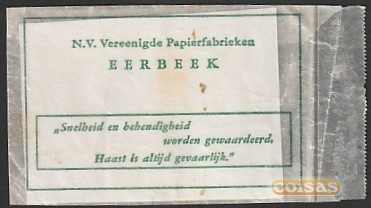 N.V. Vereenigde Papierfabrieken
EERBEEK
„Snelheid en behendigheid
worden gewaardeerd.
Haast is altijd gevaarlijk.”
coisas